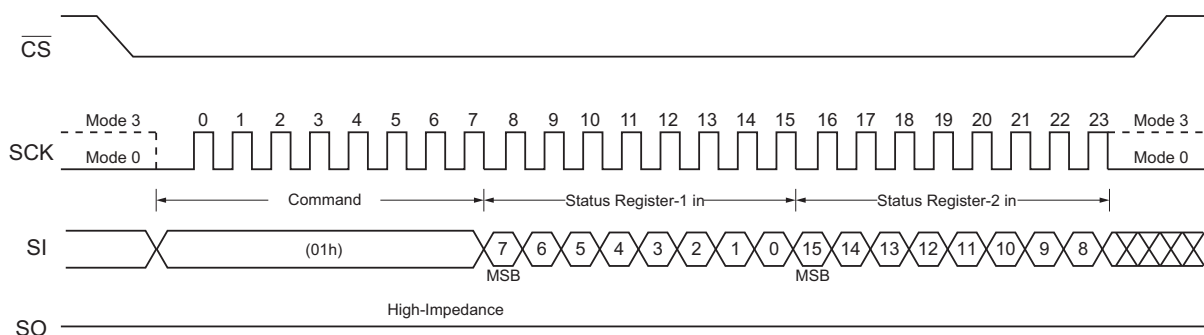 CS
0 1 2 3 4 5 6 7 8 9 10 11 12 13 14 15 16 17 18 19 20 21 22 23
Mode 3 Mode 3
SCK
Mode 0 Mode 0
Command Status Register-1 in Status Register-2 in
SI (01h) 7 6 5 4 3 2 1 0 15 14 13 12 11 10 9 8
MSB MSB
High-Impedance
SO